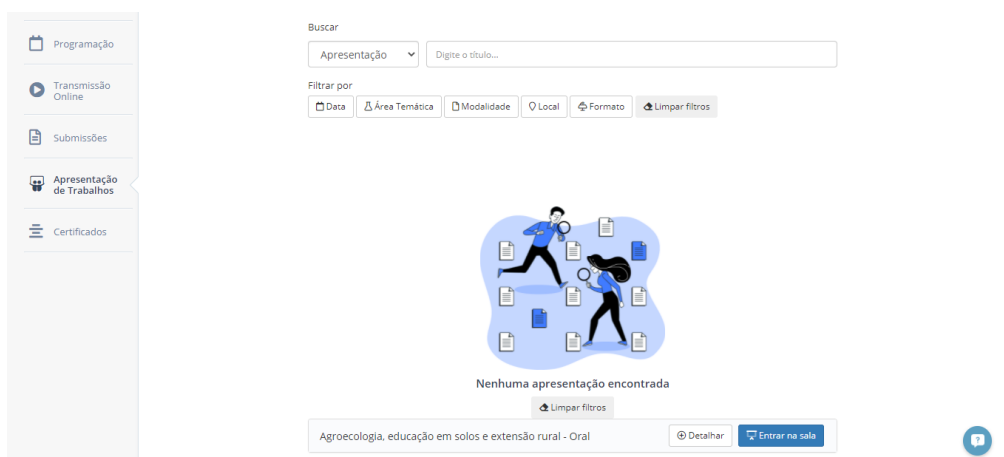 Programação
Transmissão
Online
Submissões
Apresentação
de Trabalhos
Certificados
Buscar
Apresentação
Digite o título...
Filtrar por
Data
Área Temática
Modalidade
Local
Formato
Limpar filtros
Nenhuma apresentação encontrada
Limpar filtros
Agroecologia, educação em solos e extensão rural - Oral
Detalhar
Entrar na sala
?